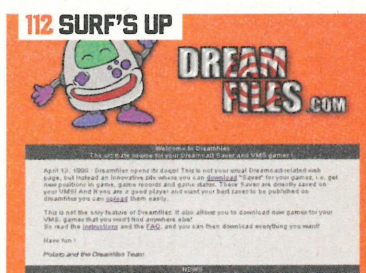 112 SURF'S UP
DREAM
FILES.COM
Welcome to Dreamfiles
The ultimate source for your Dreamcast Saver and VMS games!
April 13, 1999 : Dreamfiles opens its doors! This is not your usual Dreamcast-related web
page, but instead an innovative site where you can download "Saves" for your games, i.e. get
new positions in game, game records and game states. These Saves are directly saved on
your VMS! And if you are a good player and want your best saves to be published on
dreamfiles you can upload them easily.
This is not the only feature of Dreamfiles. It also allows you to download new games for your
VMS: games that you won't find anywhere else!
So read the instructions and the FAQ, and you can then download everything you want!
Have fun !
and the Dreamfiles Team
NEWS